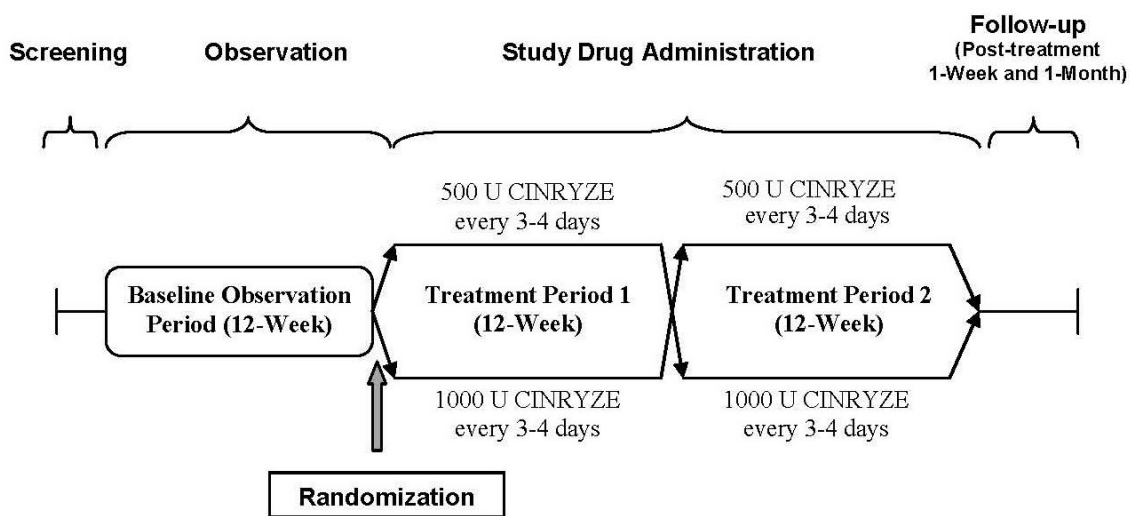 Screening
Observation
Study Drug Administration
Follow-up
(Post-treatment
1-Week and 1-Month)
500 U CINRYZE
every 3-4 days
500 U CINRYZE
every 3-4 days
Baseline Observation
Period (12-Week)
Treatment Period 1
(12-Week)
Treatment Period 2
(12-Week)
1000 U CINRYZE
every 3-4 days
1000 U CINRYZE
every 3-4 days
Randomization